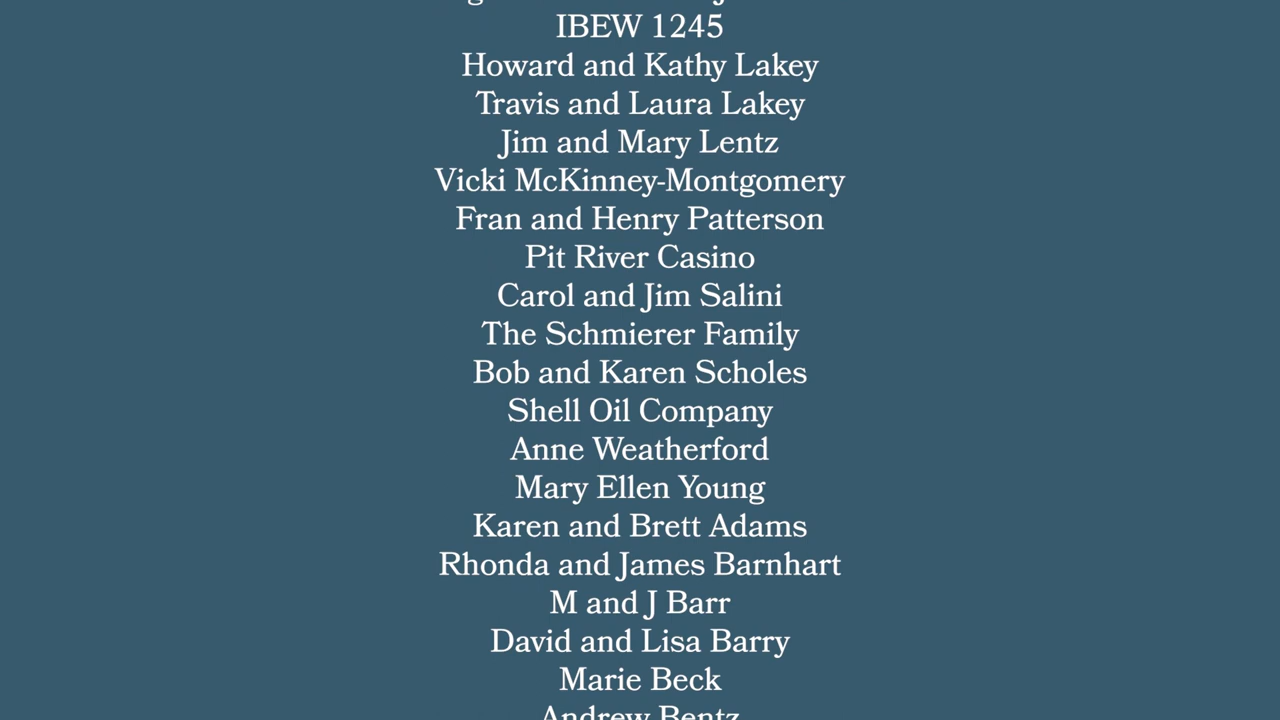 IBEW 1245
Howard and Kathy Lakey
Travis and Laura Lakey
Jim and Mary Lentz
Vicki McKinney-Montgomery
Fran and Henry Patterson
Pit River Casino
Carol and Jim Salini
The Schmierer Family
Bob and Karen Scholes
Shell Oil Company
Anne Weatherford
Mary Ellen Young
Karen and Brett Adams
Rhonda and James Barnhart
M and J Barr
David and Lisa Barry
Marie Beck
Andrew Bentz